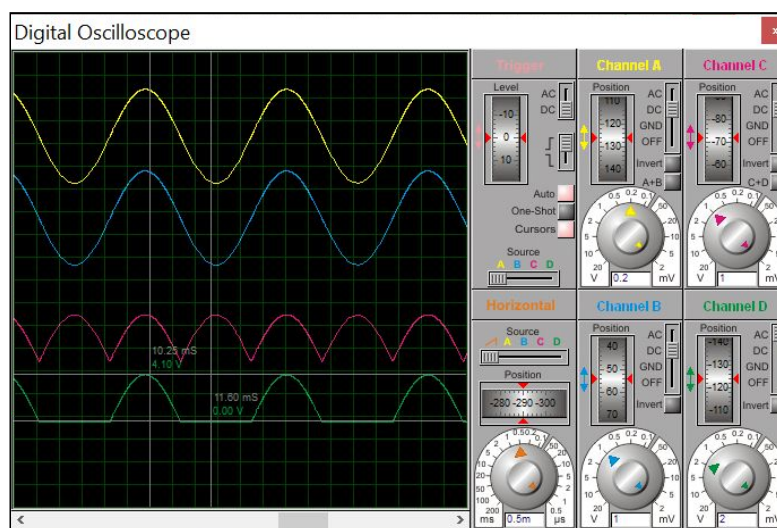 Digital Oscilloscope
x
Trigger
Level
AC
DC
-10
0
10
Auto
One-Shot
Cursors
Source
A B C D
Channel A
Position
110
120
130
140
AC
DC
GND
OFF
Invert
A+B
V
0.2
mV
Channel C
Position
-80
-70
-60
AC
DC
GND
OFF
Invert
C+D
V
1
mV
10.25 mS
4.10 V
11.60 mS
0.00 V
Horizontal
Source
A B C D
Position
-280 -290 -300
ms
0.5m
µs
Channel B
Position
40
50
60
70
AC
DC
GND
OFF
Invert
V
1
mV
Channel D
Position
-140
-120
-110
AC
DC
GND
OFF
Invert
V
2
mV